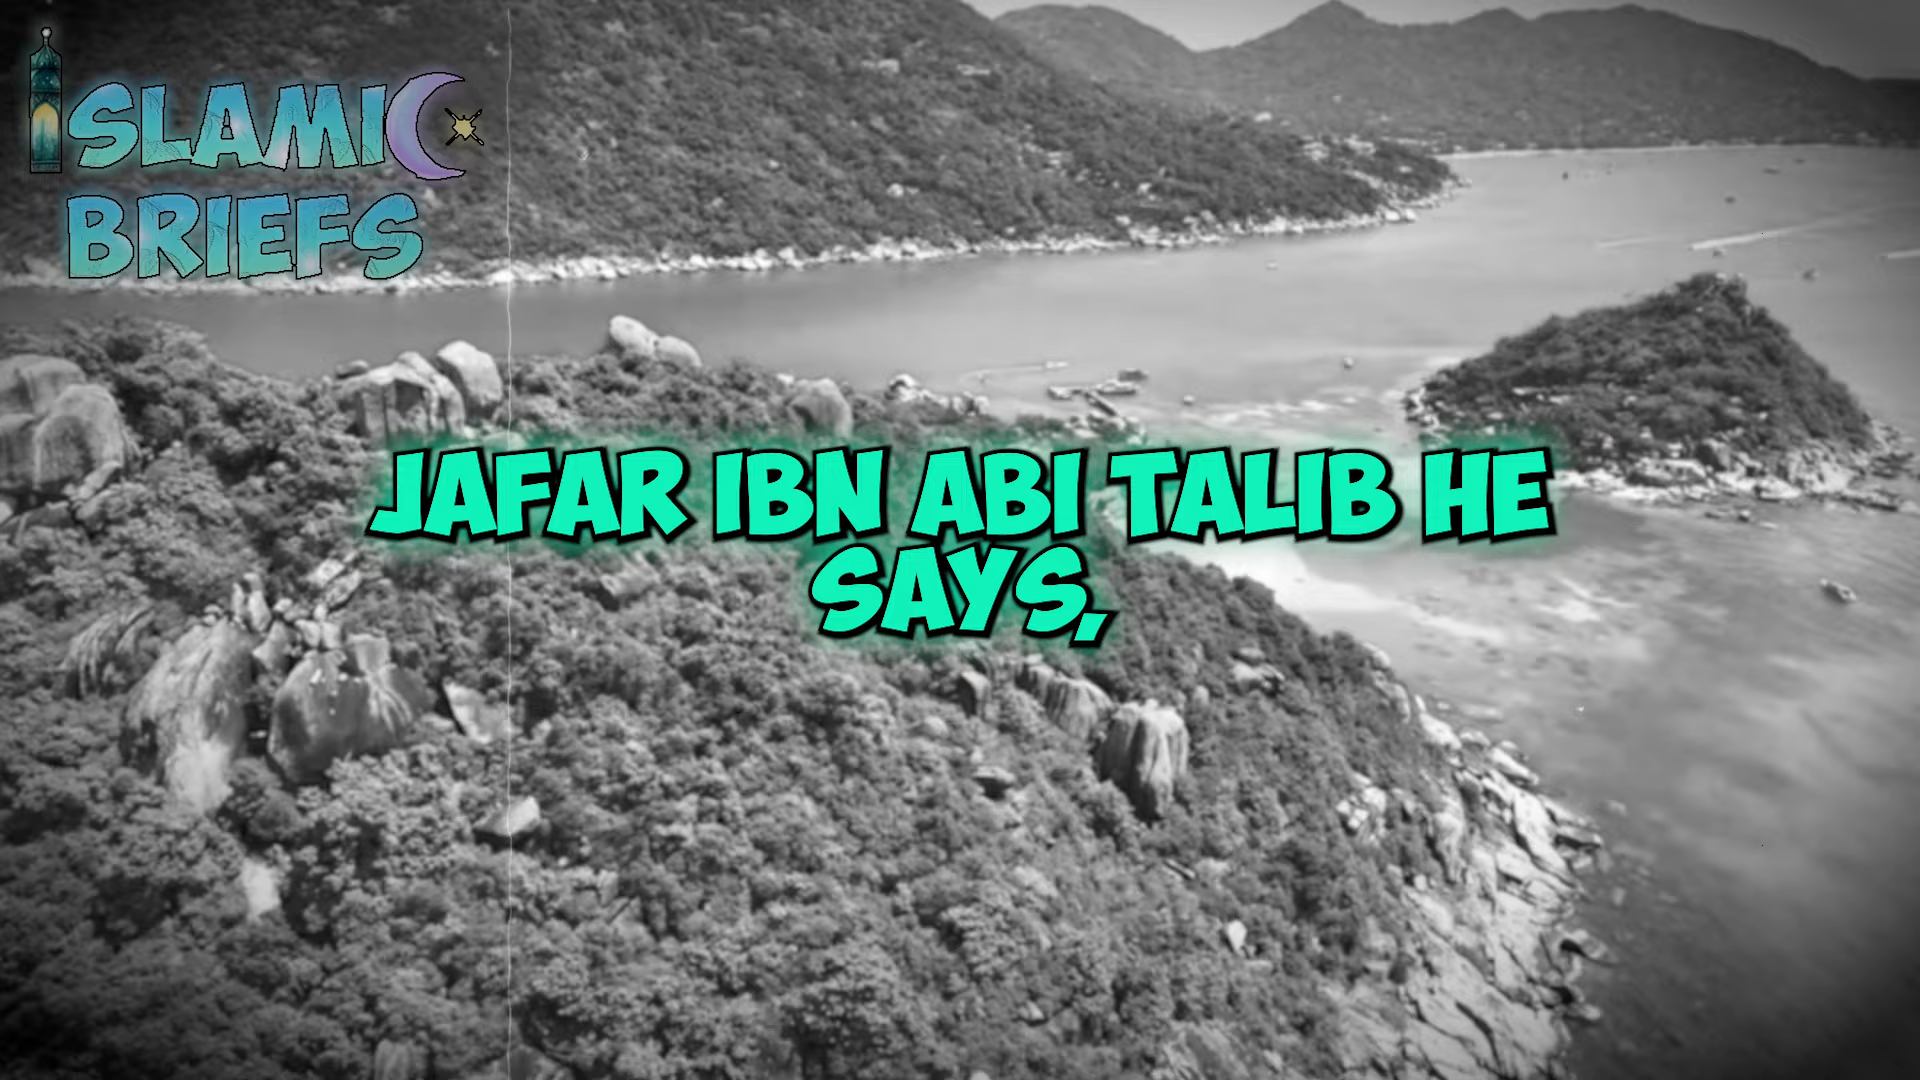 ISLAMIC
BRIEFS
JAFAR IBN ABI TALIB HE
SAYS,